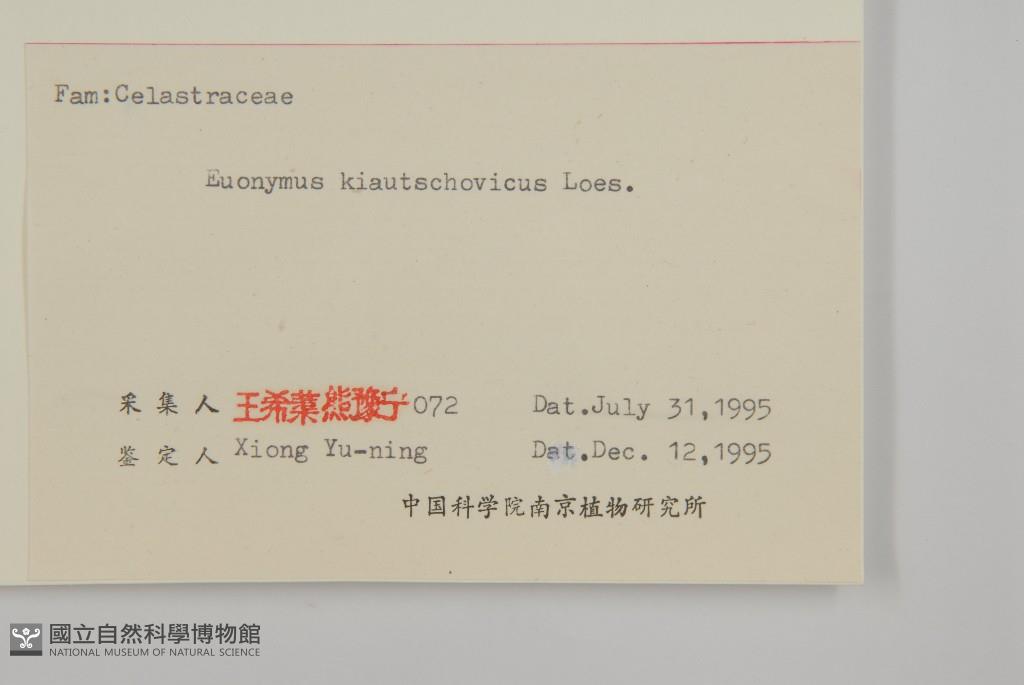 Fam:Celastraceae
Euonymus kiautschovicus Loes.
采集人 王希蕖熊豫宁 072 Dat.July 31,1995
鉴定人 Xiong Yu-ning Dat.Dec. 12,1995
中国科学院南京植物研究所
國立自然科學博物館
NATIONAL MUSEUM OF NATURAL SCIENCE